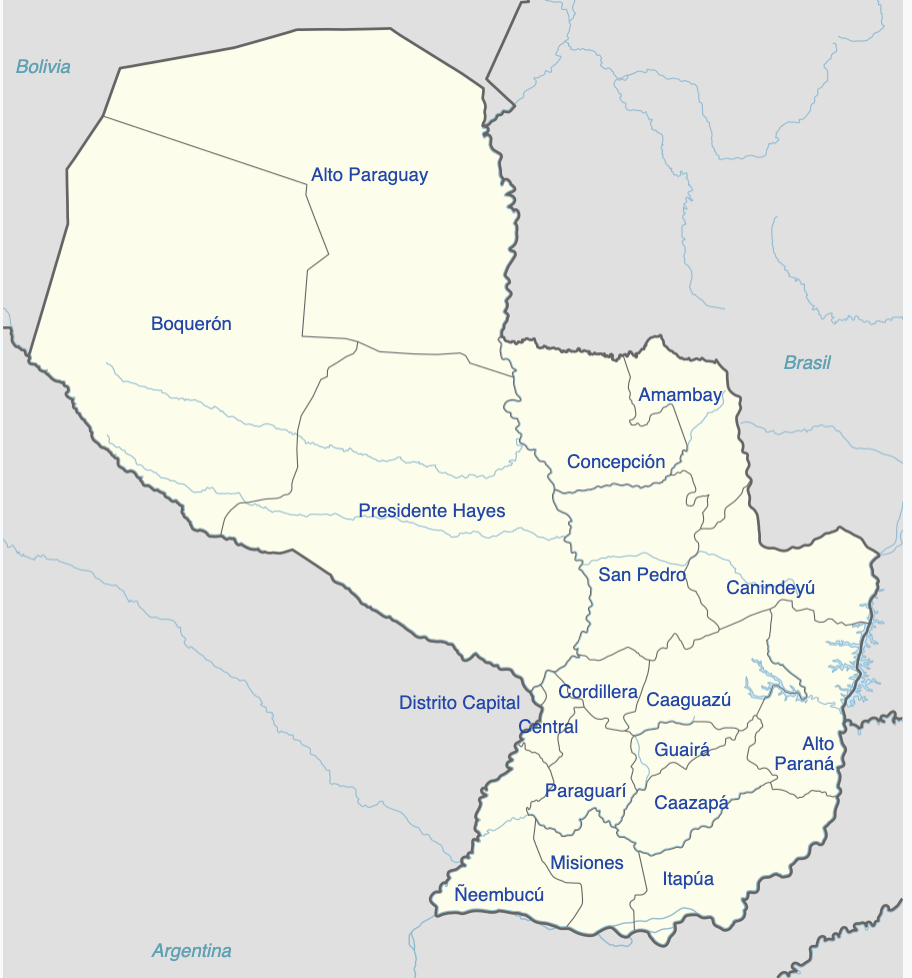 Bolivia
Alto Paraguay
Boquerón
Brasil
Amambay
Concepción
Presidente Hayes
San Pedro
Canindeyú
Cordillera
Caaguazú
Distrito Capital
Central
Guairá
Alto
Paraná
Paraguarí
Caazapá
Misiones
Itapúa
Ñeembucú
Argentina